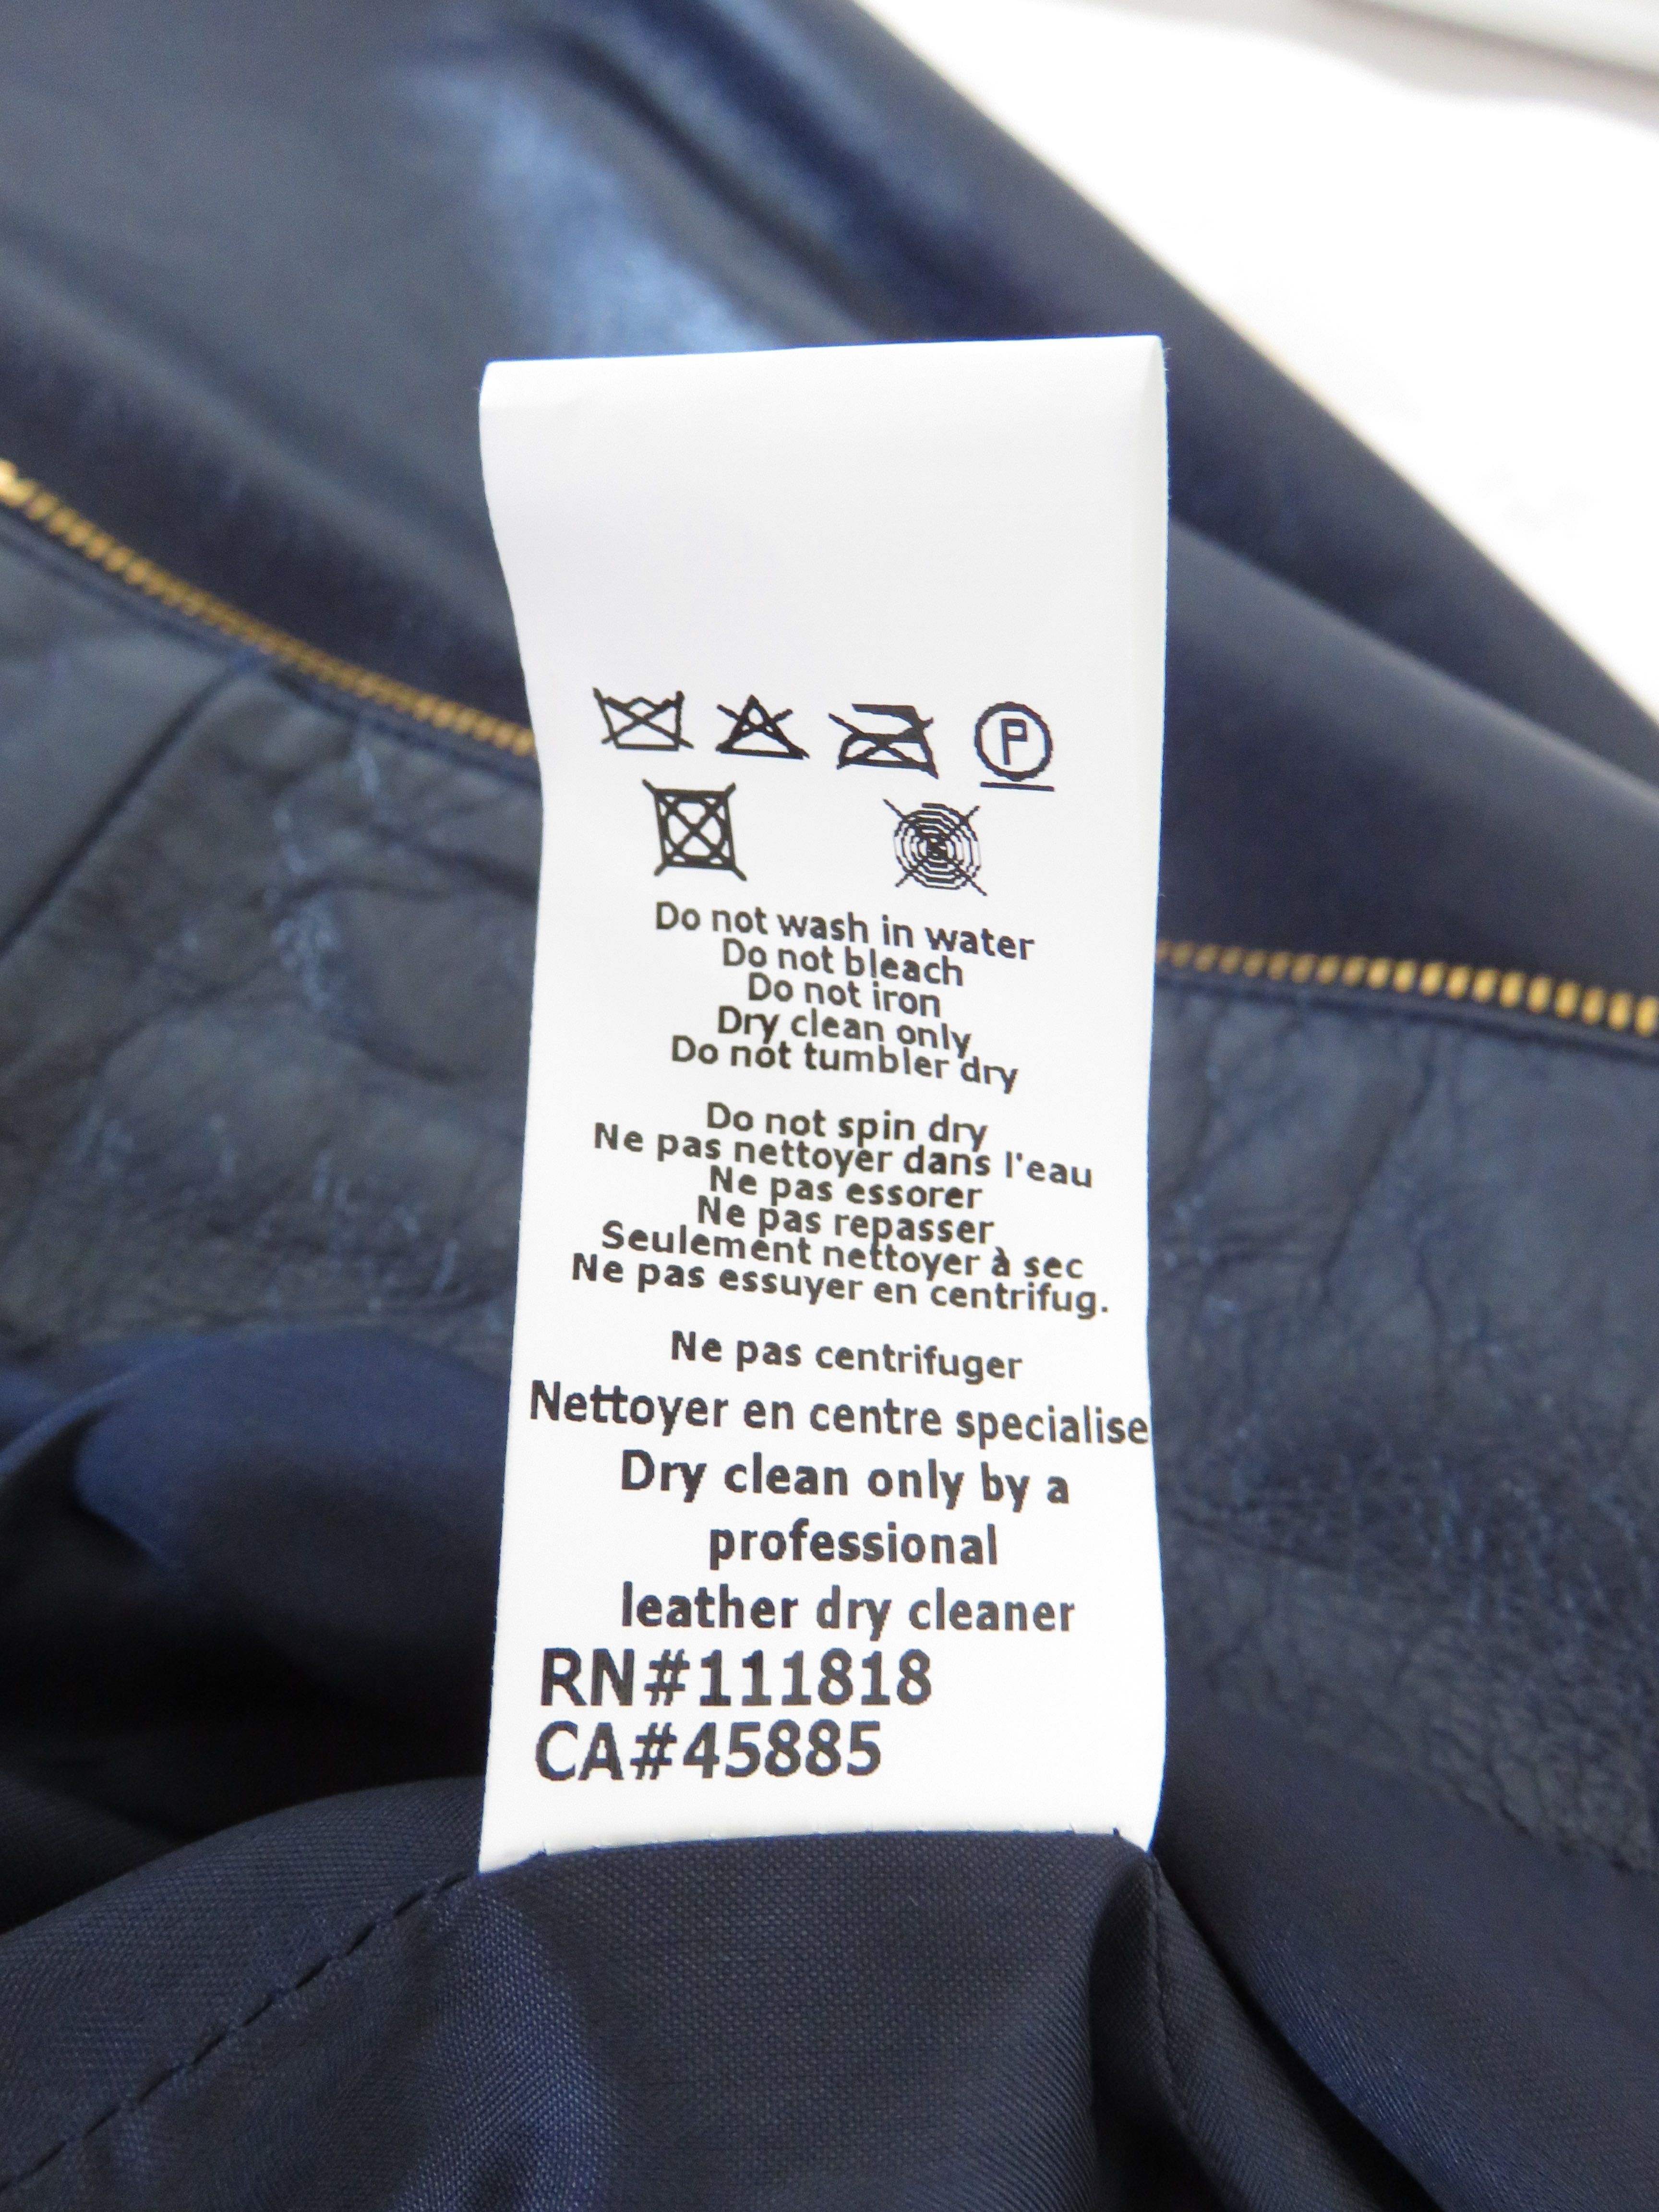 P
Do not wash in water
Do not bleach
Do not iron
Dry clean only
Do not tumbler dry
Do not spin dry
Ne pas nettoyer dans l'eau
Ne pas essorer
Ne pas repasser
Seulement nettoyer à sec
Ne pas essuyer en centrifug.
Ne pas centrifuger
Nettoyer en centre specialise
Dry clean only by a
professional
leather dry cleaner
RN#111818
CA#45885